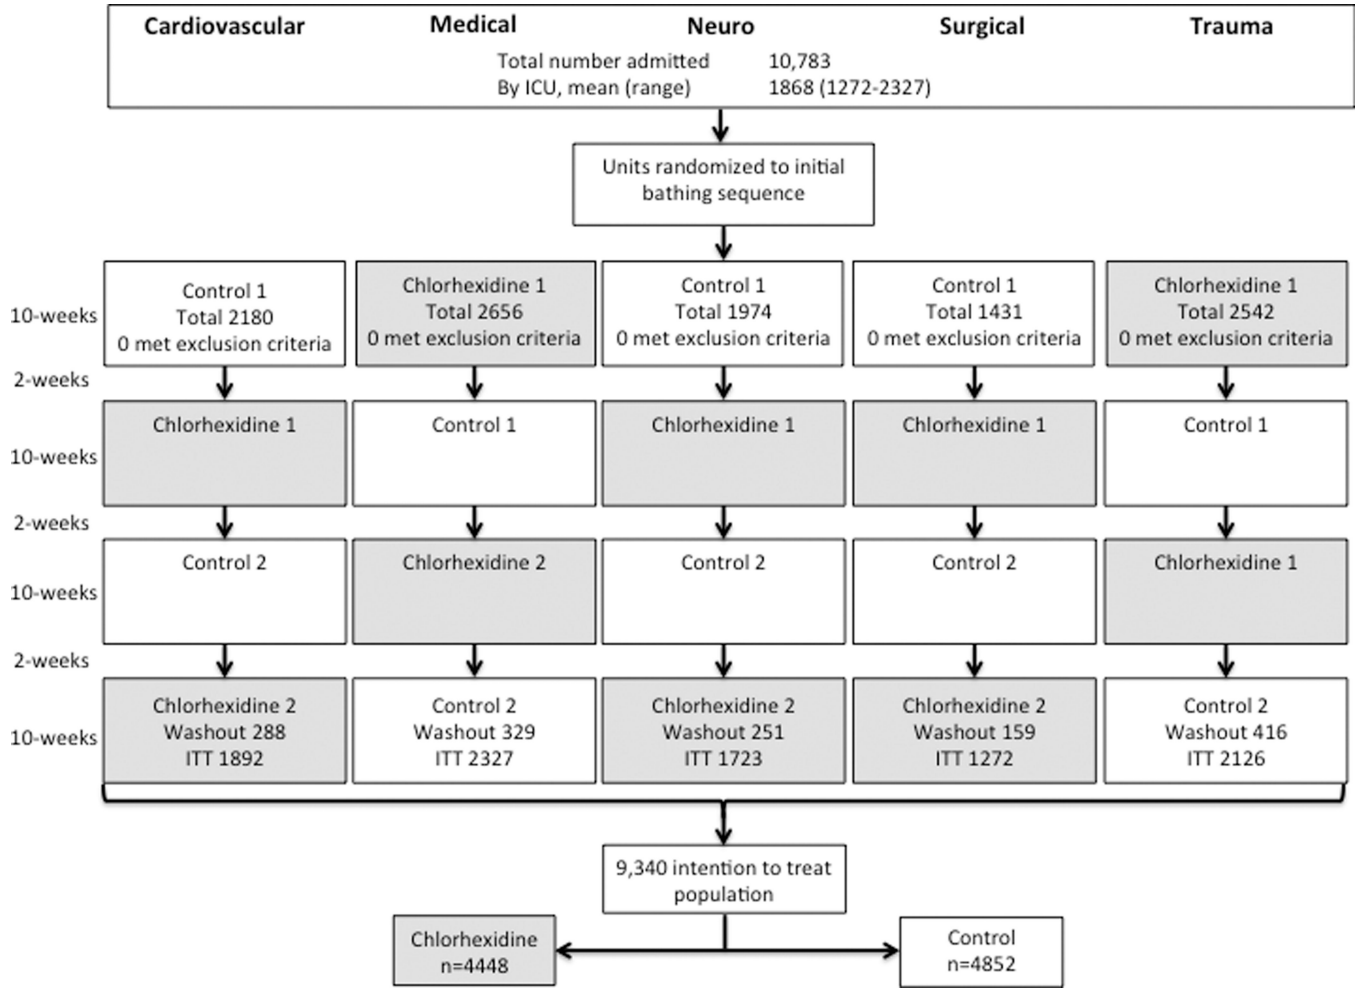 Cardiovascular Medical Neuro Surgical Trauma
Total number admitted 10,783
By ICU, mean (range) 1868 (1272-2327)
Units randomized to initial
bathing sequence
10-weeks
Control 1
Total 2180
0 met exclusion criteria
Chlorhexidine 1
Total 2656
0 met exclusion criteria
Control 1
Total 1974
0 met exclusion criteria
Control 1
Total 1431
0 met exclusion criteria
Chlorhexidine 1
Total 2542
0 met exclusion criteria
2-weeks
10-weeks
Chlorhexidine 1
Control 1
Chlorhexidine 1
Chlorhexidine 1
Control 1
2-weeks
10-weeks
Control 2
Chlorhexidine 2
Control 2
Control 2
Chlorhexidine 1
2-weeks
10-weeks
Chlorhexidine 2
Washout 288
ITT 1892
Control 2
Washout 329
ITT 2327
Chlorhexidine 2
Washout 251
ITT 1723
Chlorhexidine 2
Washout 159
ITT 1272
Control 2
Washout 416
ITT 2126
9,340 intention to treat
population
Chlorhexidine
n=4448
Control
n=4852